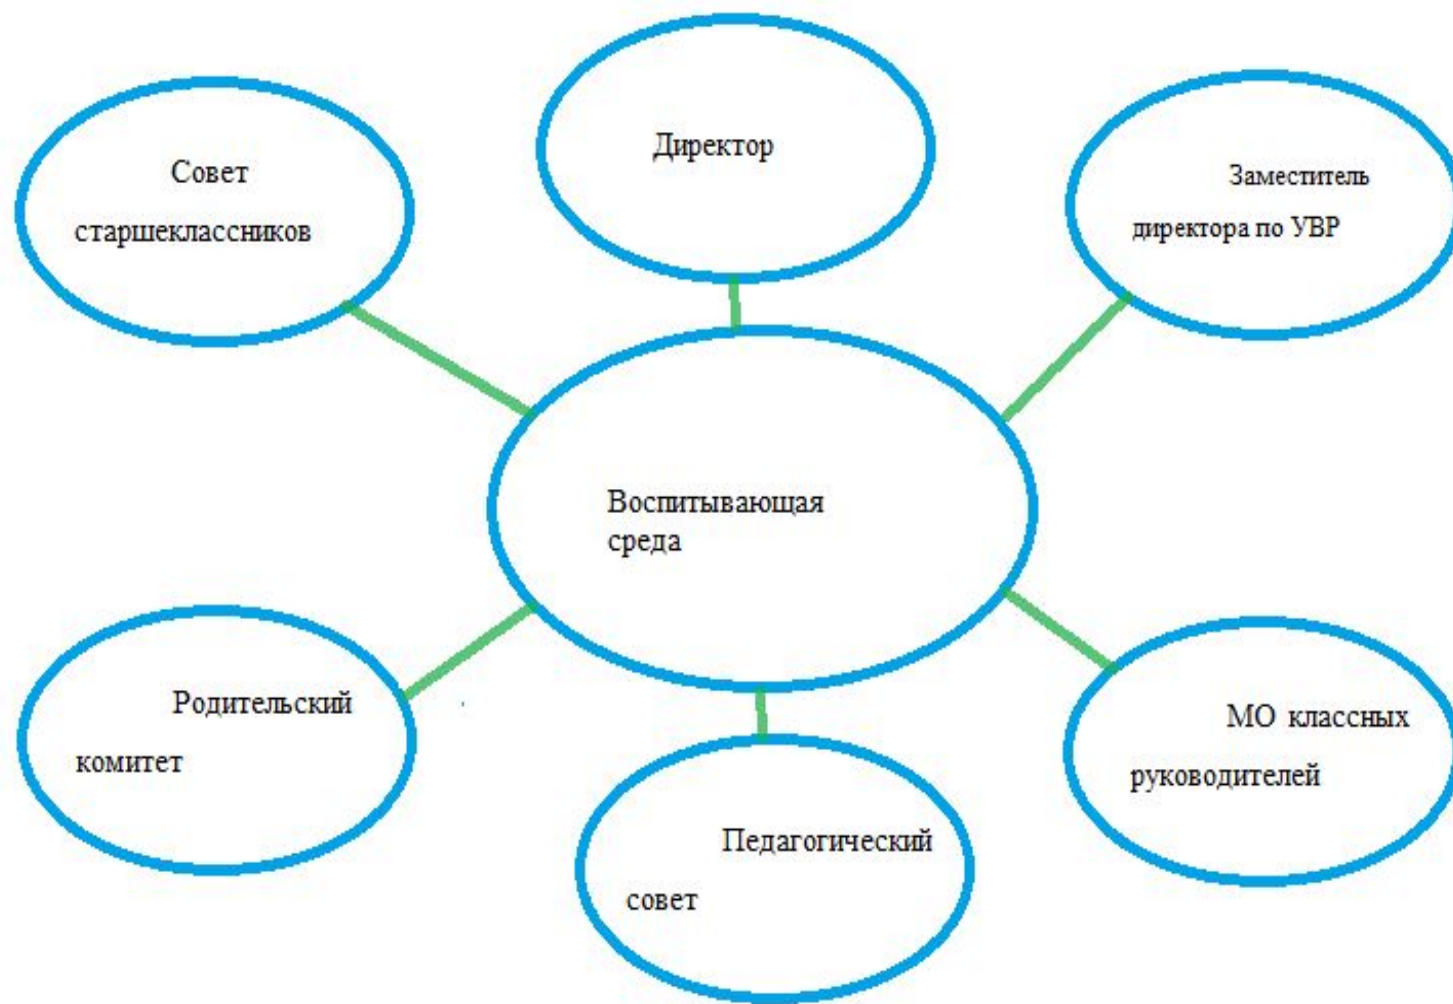 Директор
Совет
старшеклассников
Заместитель
директора по УВР
Воспитывающая
среда
Родительский
комитет
МО классных
руководителей
Педагогический
совет